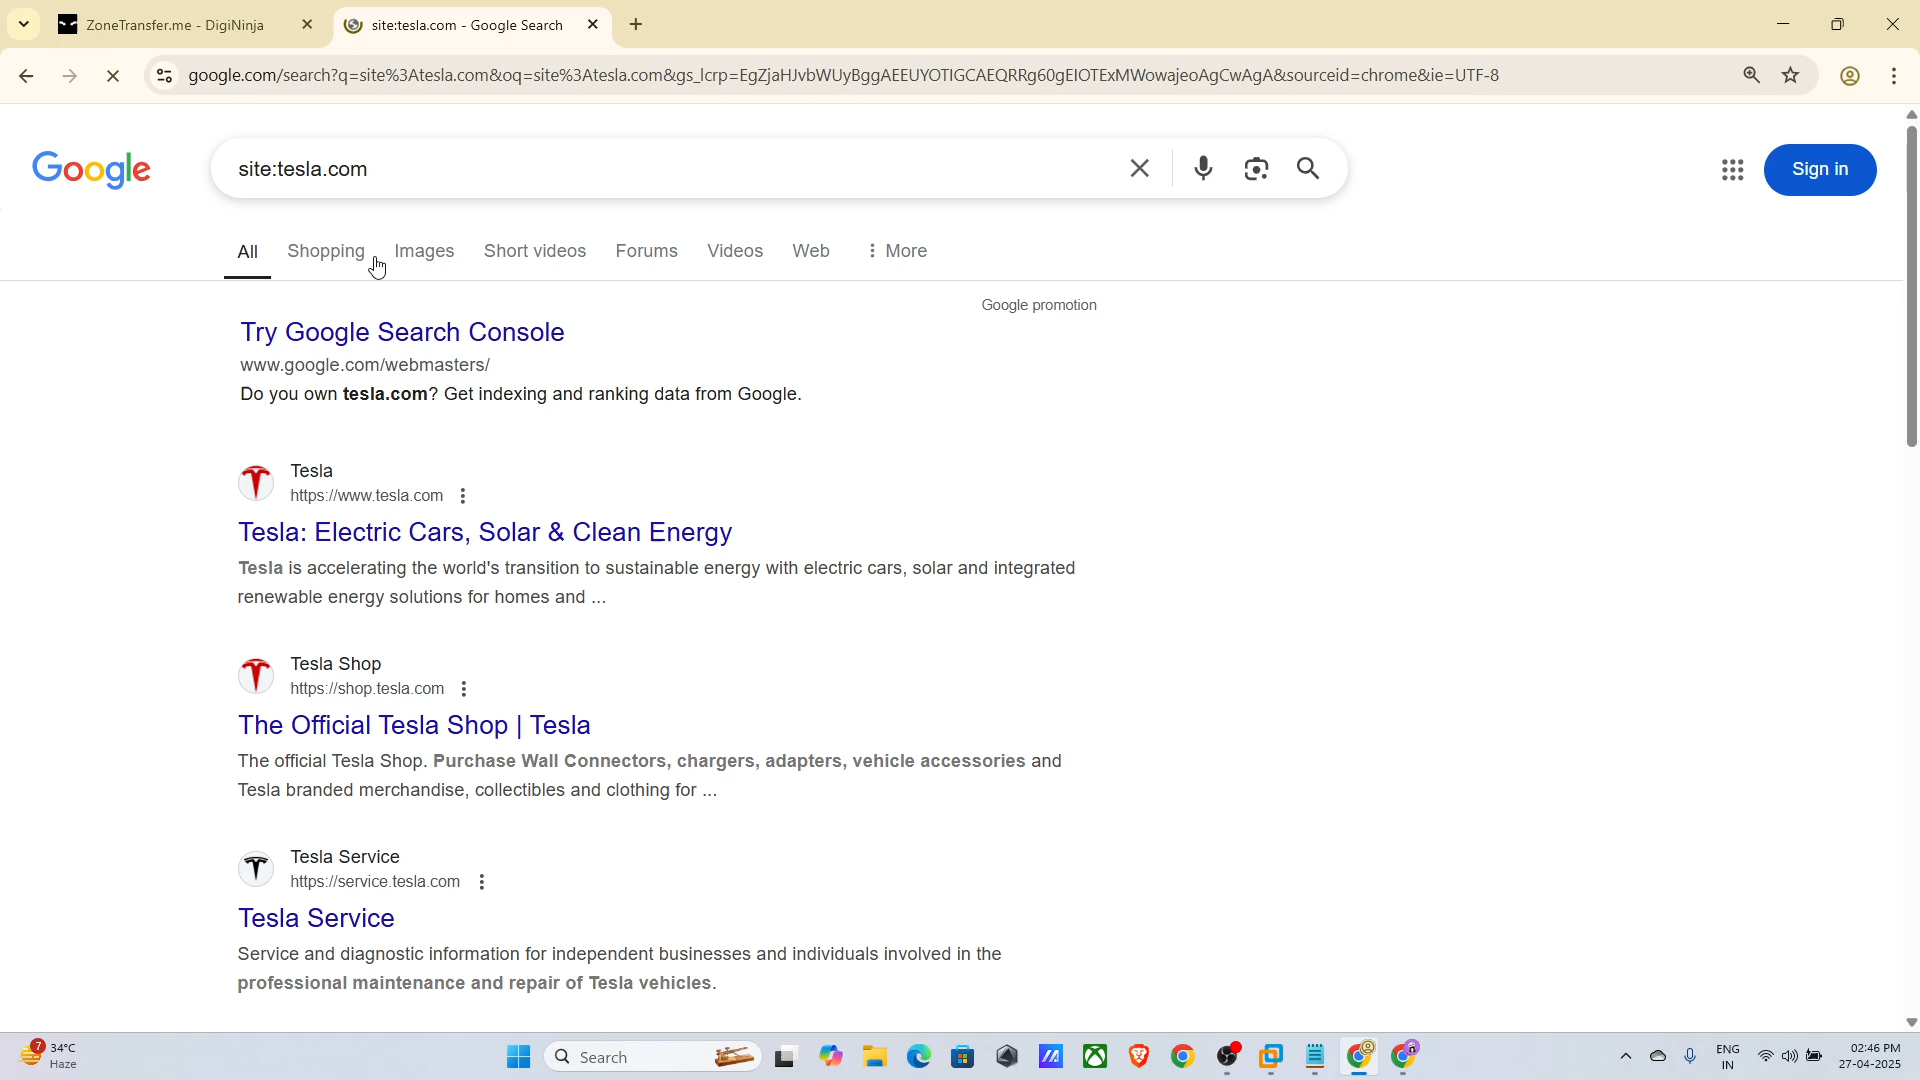 ZoneTransfer.me - DigiNinja
site:tesla.com - Google Search
google.com/search?q=site%3Atesla.com&oq=site%3Atesla.com&gs_lcrp=EgZjaHJvbWUyBggAEEUYOTIGCAEQRRg60gEIOTExMWowajeoAgCwAgA&sourceid=chrome&ie=UTF-8
Google
site:tesla.com
Sign in
All
Shopping
Images
Short videos
Forums
Videos
Web
More
Google promotion
Try Google Search Console
www.google.com/webmasters/
Do you own tesla.com? Get indexing and ranking data from Google.
Tesla
https://www.tesla.com
Tesla: Electric Cars, Solar & Clean Energy
Tesla is accelerating the world's transition to sustainable energy with electric cars, solar and integrated
renewable energy solutions for homes and ...
Tesla Shop
https://shop.tesla.com
The Official Tesla Shop | Tesla
The official Tesla Shop. Purchase Wall Connectors, chargers, adapters, vehicle accessories and
Tesla branded merchandise, collectibles and clothing for ...
Tesla Service
https://service.tesla.com
Tesla Service
Service and diagnostic information for independent businesses and individuals involved in the
professional maintenance and repair of Tesla vehicles.
7
34°C
Haze
Search
ENG
IN
02:46 PM
27-04-2025